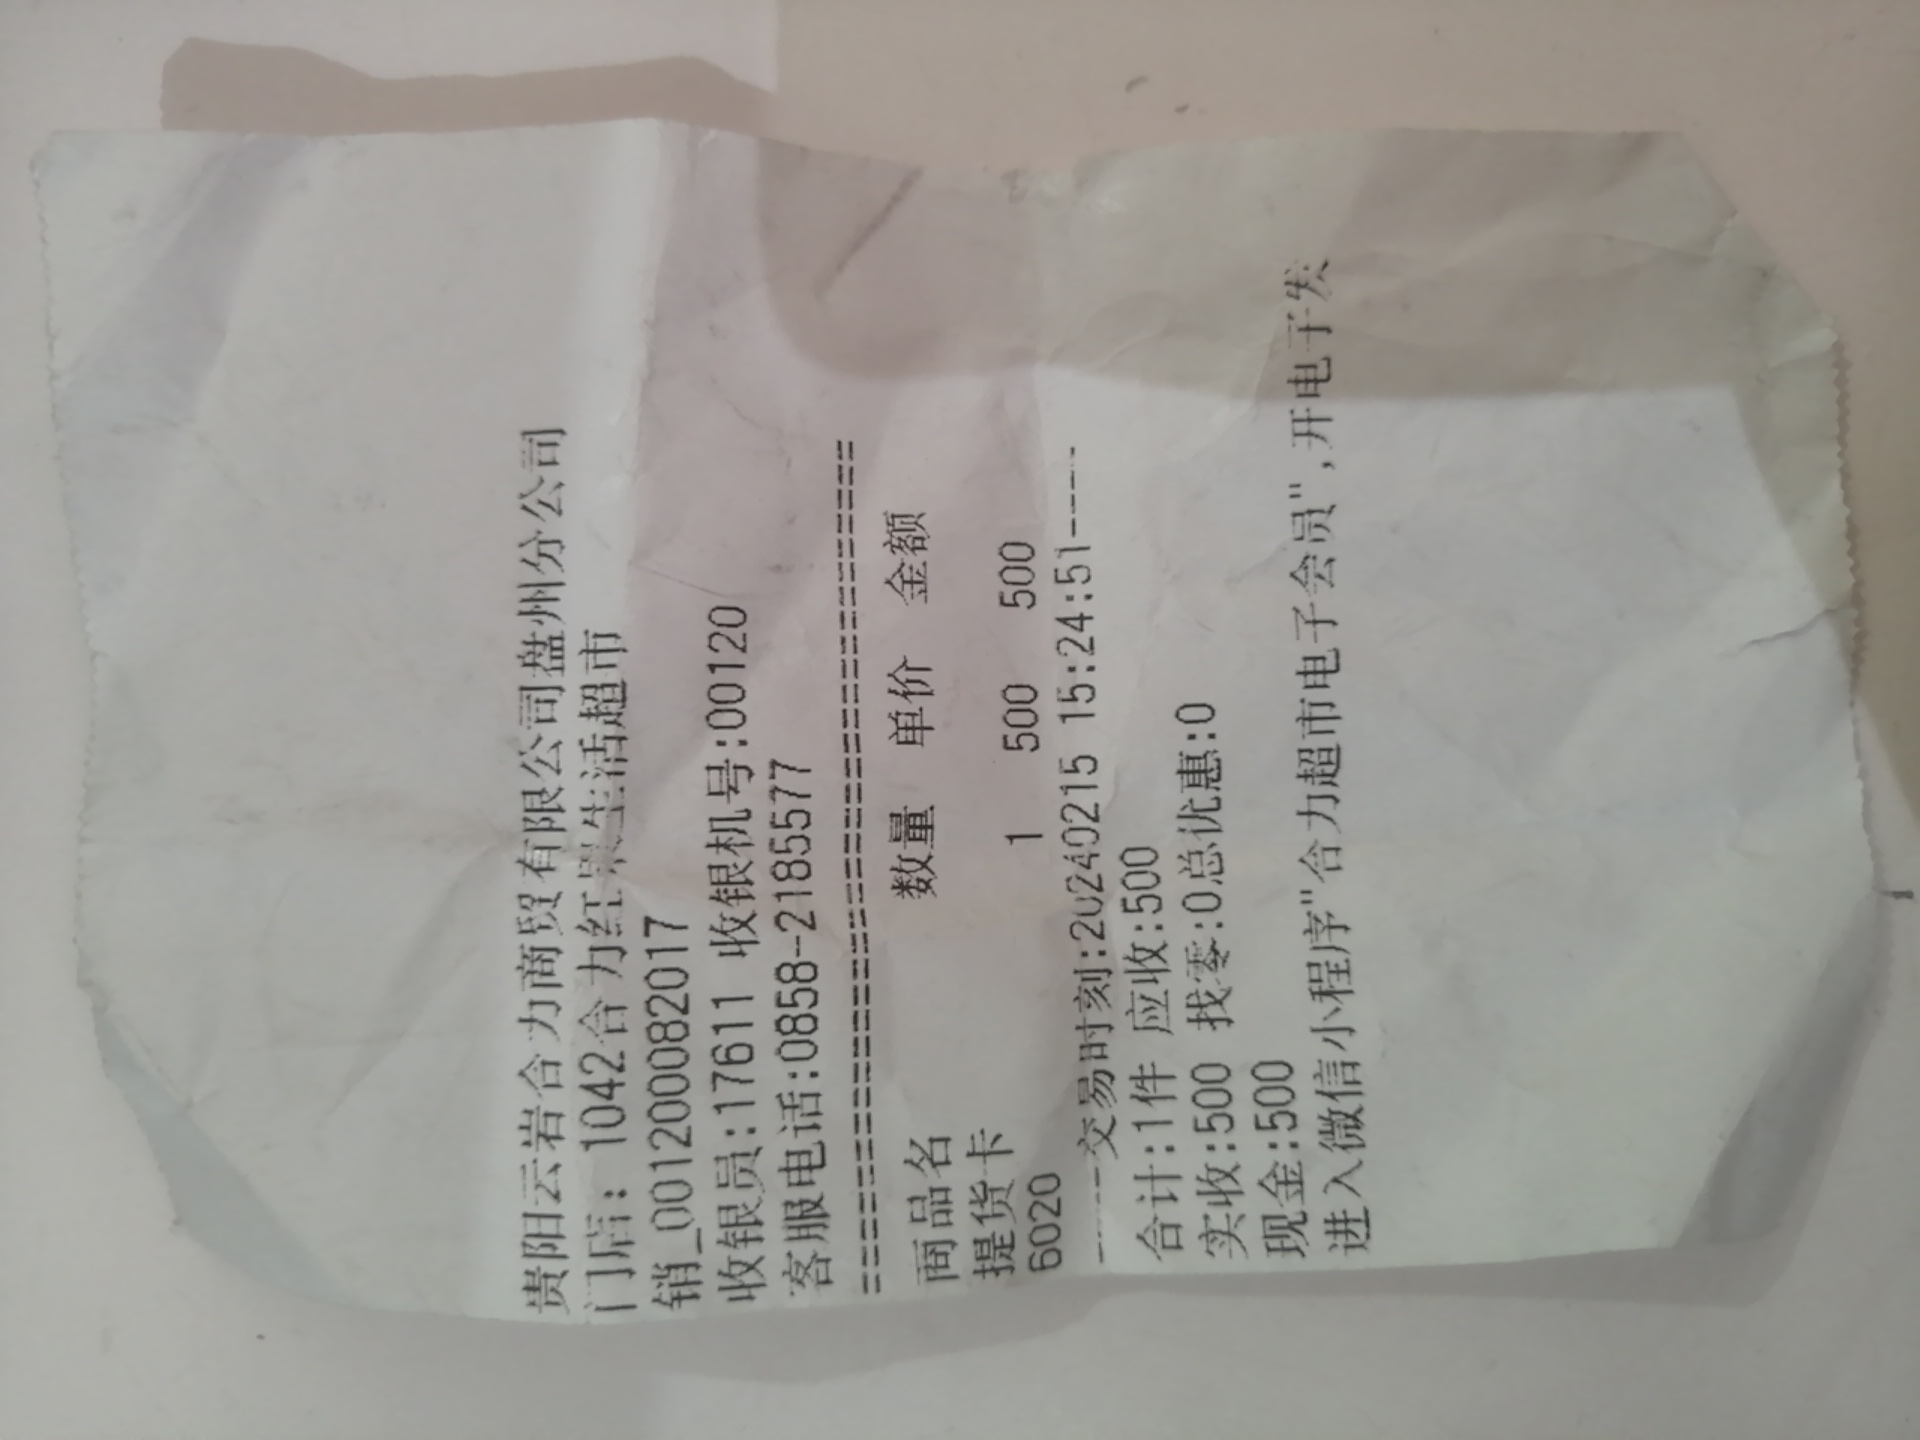 贵阳云岩合力商贸有限公司盘州分公司
门店: 1042合力红果生活超市
销_001200082017
收银员:17611 收银机号:00120
客服电话:0858-2185577
==========================================
商品名 数量 单价 金额
提货卡
6020 1 500 500
-----交易时刻:20240215 15:24:51----
合计:1件 应收:500
实收:500 找零:0总优惠:0
现金:500
进入微信小程序"合力超市电子会员",开电子发